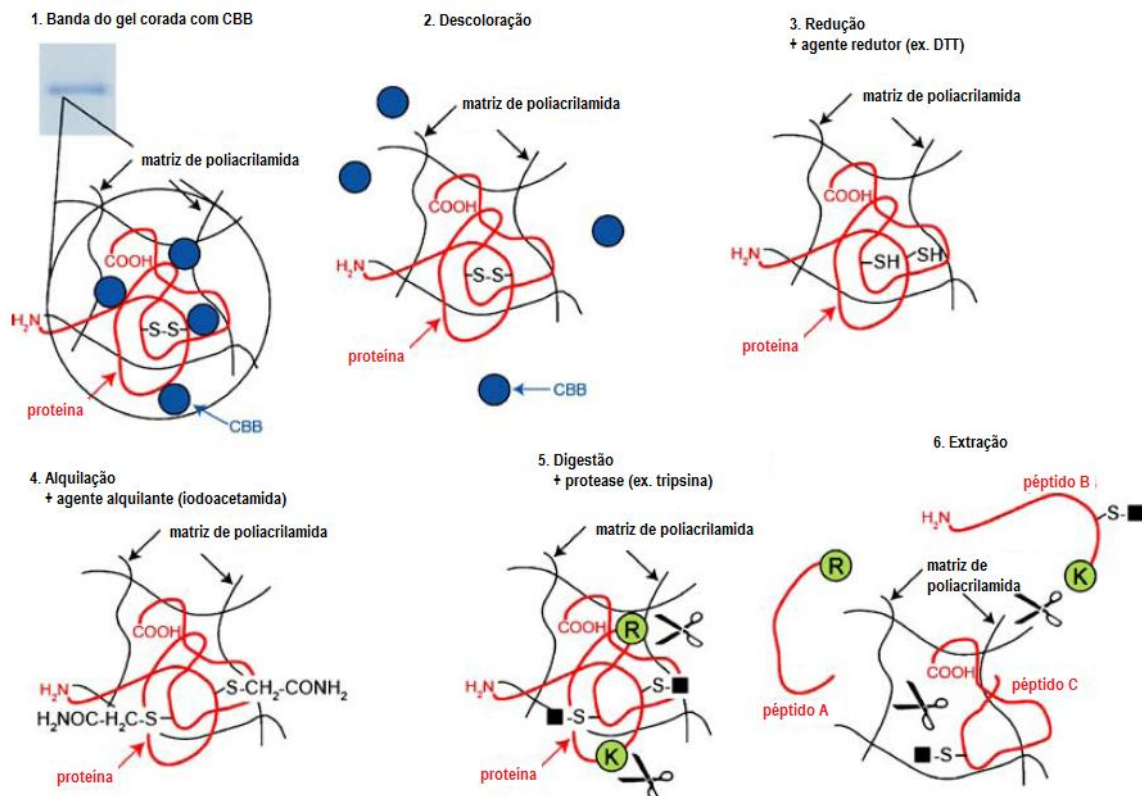 1. Banda do gel corada com CBB
matriz de poliacrilamida
COOH
H₂N
-S-S-
proteína
CBB
2. Descoloração
matriz de poliacrilamida
COOH
H₂N
-S-S-
proteína
CBB
3. Redução
+ agente redutor (ex. DTT)
matriz de poliacrilamida
COOH
H₂N
-SH
-SH
proteína
4. Alquilação
+ agente alquilante (iodoacetamida)
matriz de poliacrilamida
COOH
H₂N
-S-CH₂-CONH₂
H₂NOC-H₂C-S-
proteína
5. Digestão
+ protease (ex. tripsina)
matriz de poliacrilamida
COOH
R
H₂N
-S-
-S-
K
proteína
6. Extração
péptido B
H₂N
-S-
R
K
matriz de
poliacrilamida
COOH
péptido A
péptido C
-S-